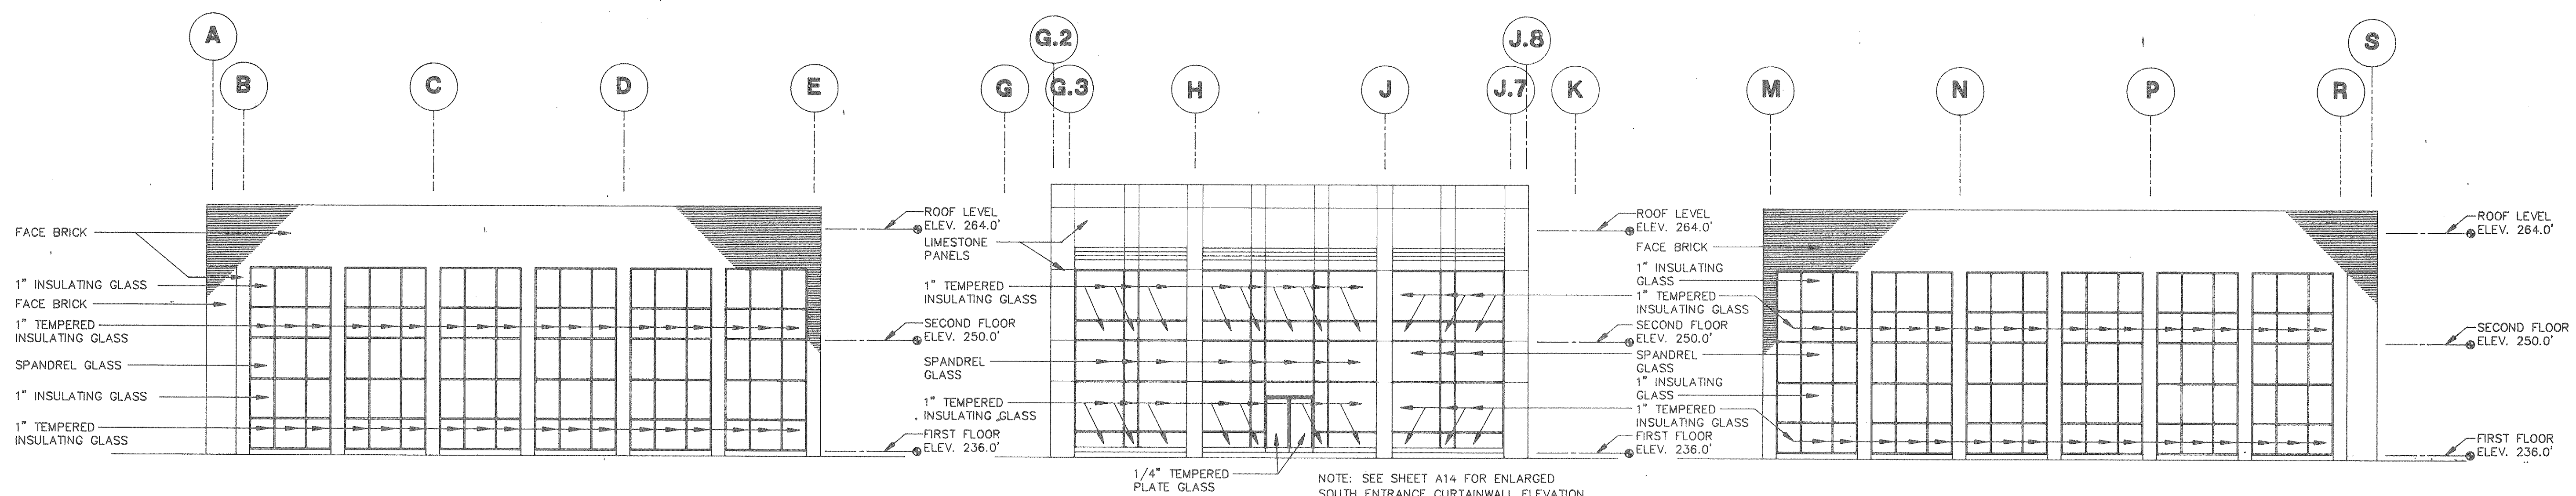 A
B
C
D
E
G
G.2
G.3
H
J
J.7
J.8
K
M
N
P
R
S
FACE BRICK
1" INSULATING GLASS
FACE BRICK
1" TEMPERED
INSULATING GLASS
SPANDREL GLASS
1" INSULATING GLASS
1" TEMPERED
INSULATING GLASS
ROOF LEVEL
ELEV. 264.0'
LIMESTONE
PANELS
1" TEMPERED
INSULATING GLASS
SECOND FLOOR
ELEV. 250.0'
SPANDREL
GLASS
1" TEMPERED
INSULATING GLASS
FIRST FLOOR
ELEV. 236.0'
1/4" TEMPERED
PLATE GLASS
NOTE: SEE SHEET A14 FOR ENLARGED
SOUTH ENTRANCE CURTAINWALL ELEVATION
ROOF LEVEL
ELEV. 264.0'
FACE BRICK
1" INSULATING
GLASS
1" TEMPERED
INSULATING GLASS
SECOND FLOOR
ELEV. 250.0'
SPANDREL
GLASS
1" INSULATING
GLASS
1" TEMPERED
INSULATING GLASS
FIRST FLOOR
ELEV. 236.0'
ROOF LEVEL
ELEV. 264.0'
SECOND FLOOR
ELEV. 250.0'
FIRST FLOOR
ELEV. 236.0'